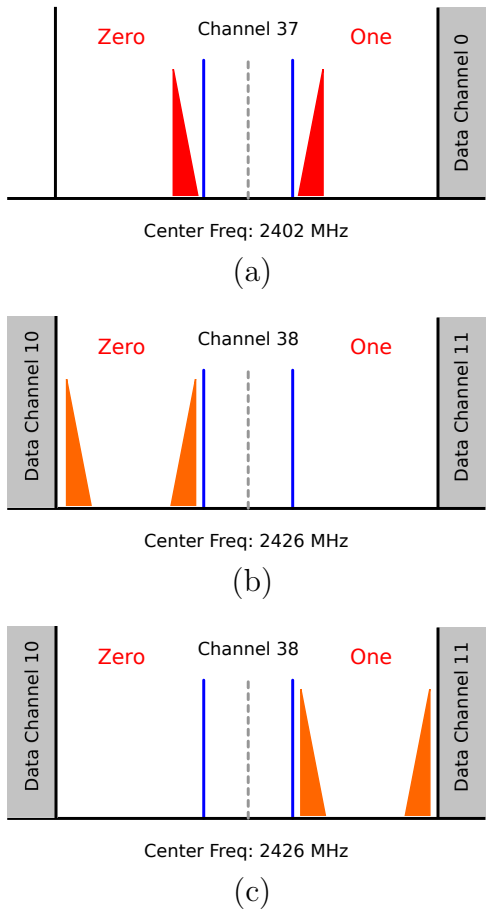 Zero
Channel 37
One
Data Channel 0
Center Freq: 2402 MHz
(a)
Data Channel 10
Zero
Channel 38
One
Data Channel 11
Center Freq: 2426 MHz
(b)
Data Channel 10
Zero
Channel 38
One
Data Channel 11
Center Freq: 2426 MHz
(c)